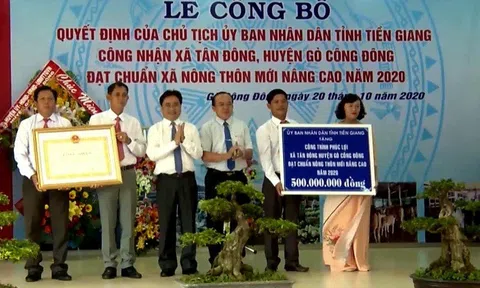 LỄ CÔNG BỐ
QUYẾT ĐỊNH CỦA CHỦ TỊCH ỦY BAN NHÂN DÂN TỈNH TIỀN GIANG
CÔNG NHẬN XÃ TÂN ĐÔNG, HUYỆN GÒ CÔNG ĐÔNG
ĐẠT CHUẨN XÃ NÔNG THÔN MỚI NÂNG CAO NĂM 2020
Đông, ngày 20 tháng 10 năm 2020
ỦY BAN NHÂN DÂN TỈNH TIỀN GIANG
TẶNG
CÔNG TRÌNH PHÚC LỢI
XÃ TÂN ĐÔNG HUYỆN GÒ CÔNG ĐÔNG
ĐẠT CHUẨN NÔNG THÔN MỚI NÂNG CAO
NĂM 2020
500.000.000 đồng